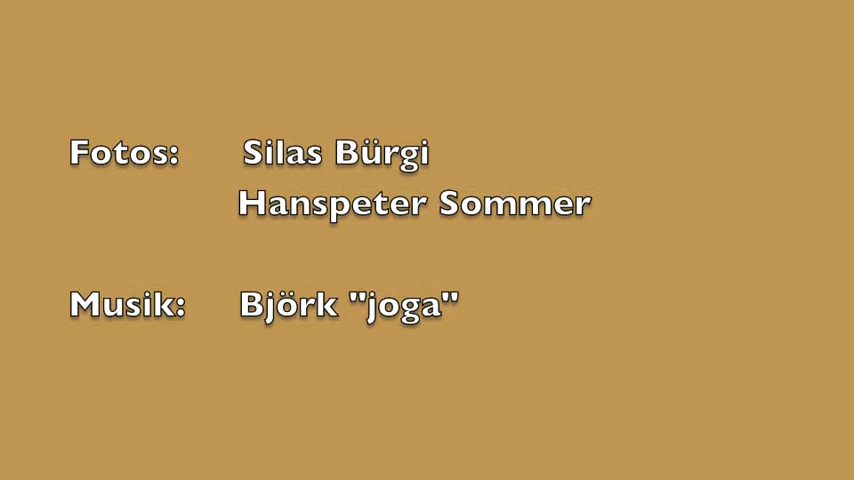 Fotos: Silas Bürgi
Hanspeter Sommer
Musik: Björk "joga"